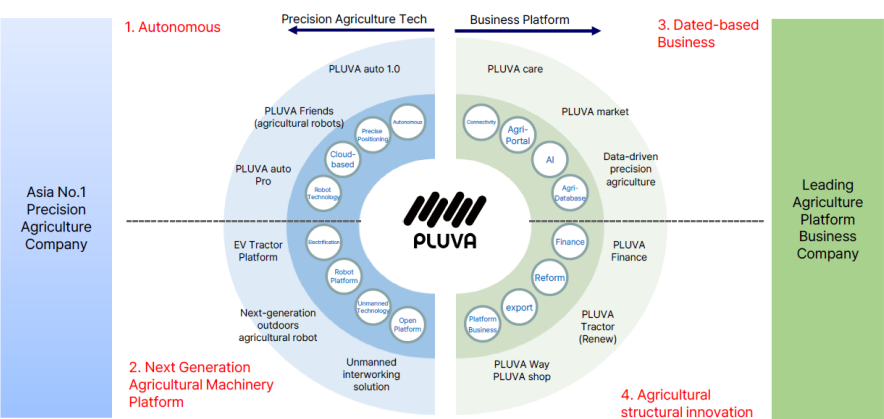 Precision Agriculture Tech
Business Platform
1. Autonomous
3. Dated-based
Business
Asia No.1
Precision
Agriculture
Company
PLUVA auto 1.0
PLUVA Friends
(agricultural robots)
PLUVA auto
Pro
Autonomous
Precise
Positioning
Cloud-
based
Robot
Technology
PLUVA care
PLUVA market
Data-driven
precision
agriculture
Connectivity
Agri-
Portal
AI
Agri-
Database
PLUVA
EV Tractor
Platform
Next-generation
outdoors
agricultural robot
Unmanned
interworking
solution
Electrification
Robot
Platform
Unmanned
Technology
Open
Platform
Finance
Reform
export
Platform
Business
PLUVA
Finance
PLUVA
Tractor
(Renew)
PLUVA Way
PLUVA shop
2. Next Generation
Agricultural Machinery
Platform
4. Agricultural
structural innovation
Leading
Agriculture
Platform
Business
Company